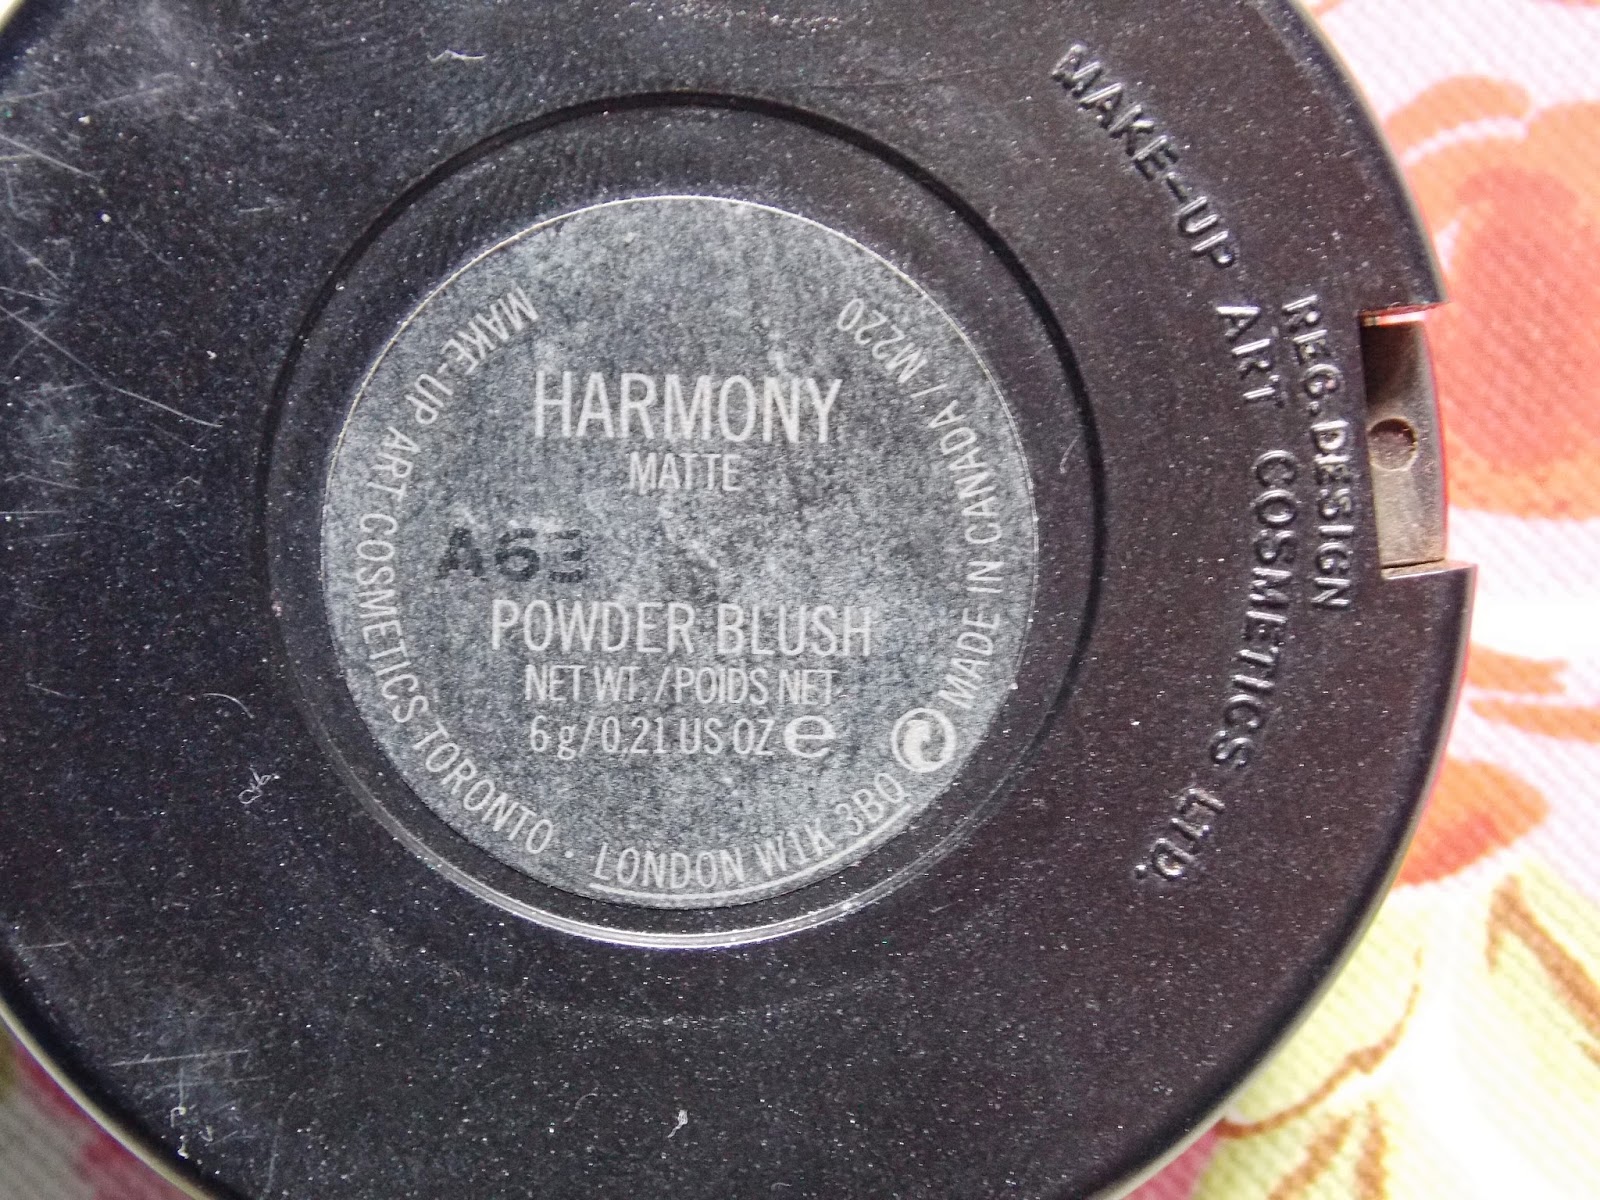 HARMONY
MATTE
A63
POWDER BLUSH
NET WT./POIDS NET
6 g/0.21 US OZ e
MAKE-UP ART COSMETICS TORONTO · LONDON W1K 3BQ
MADE IN CANADA / M220
MAKE-UP ART COSMETICS LTD.
REG. DESIGN